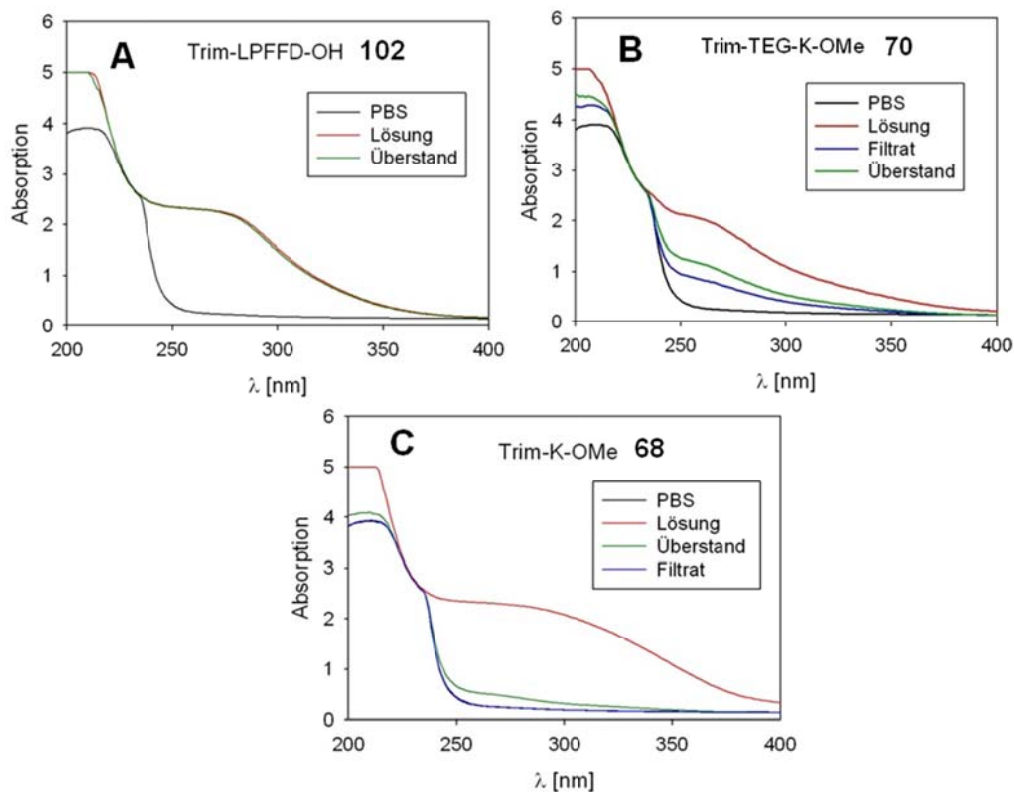 A
Trim-LPFFD-OH 102
PBS
Lösung
Überstand
Absorption
6
5
4
3
2
1
0
200 250 300 350 400
λ [nm]
B
Trim-TEG-K-OMe 70
PBS
Lösung
Filtrat
Überstand
Absorption
6
5
4
3
2
1
0
200 250 300 350 400
λ [nm]
C
Trim-K-OMe 68
PBS
Lösung
Überstand
Filtrat
Absorption
6
5
4
3
2
1
0
200 250 300 350 400
λ [nm]